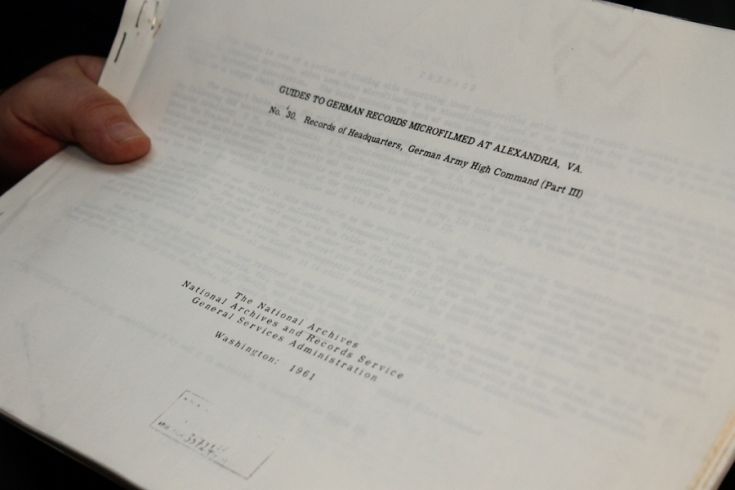 GUIDES TO GERMAN RECORDS MICROFILMED AT ALEXANDRIA, VA.
No. 30. Records of Headquarters, German Army High Command (Part III)
The National Archives
National Archives and Records Service
General Services Administration
Washington: 1961